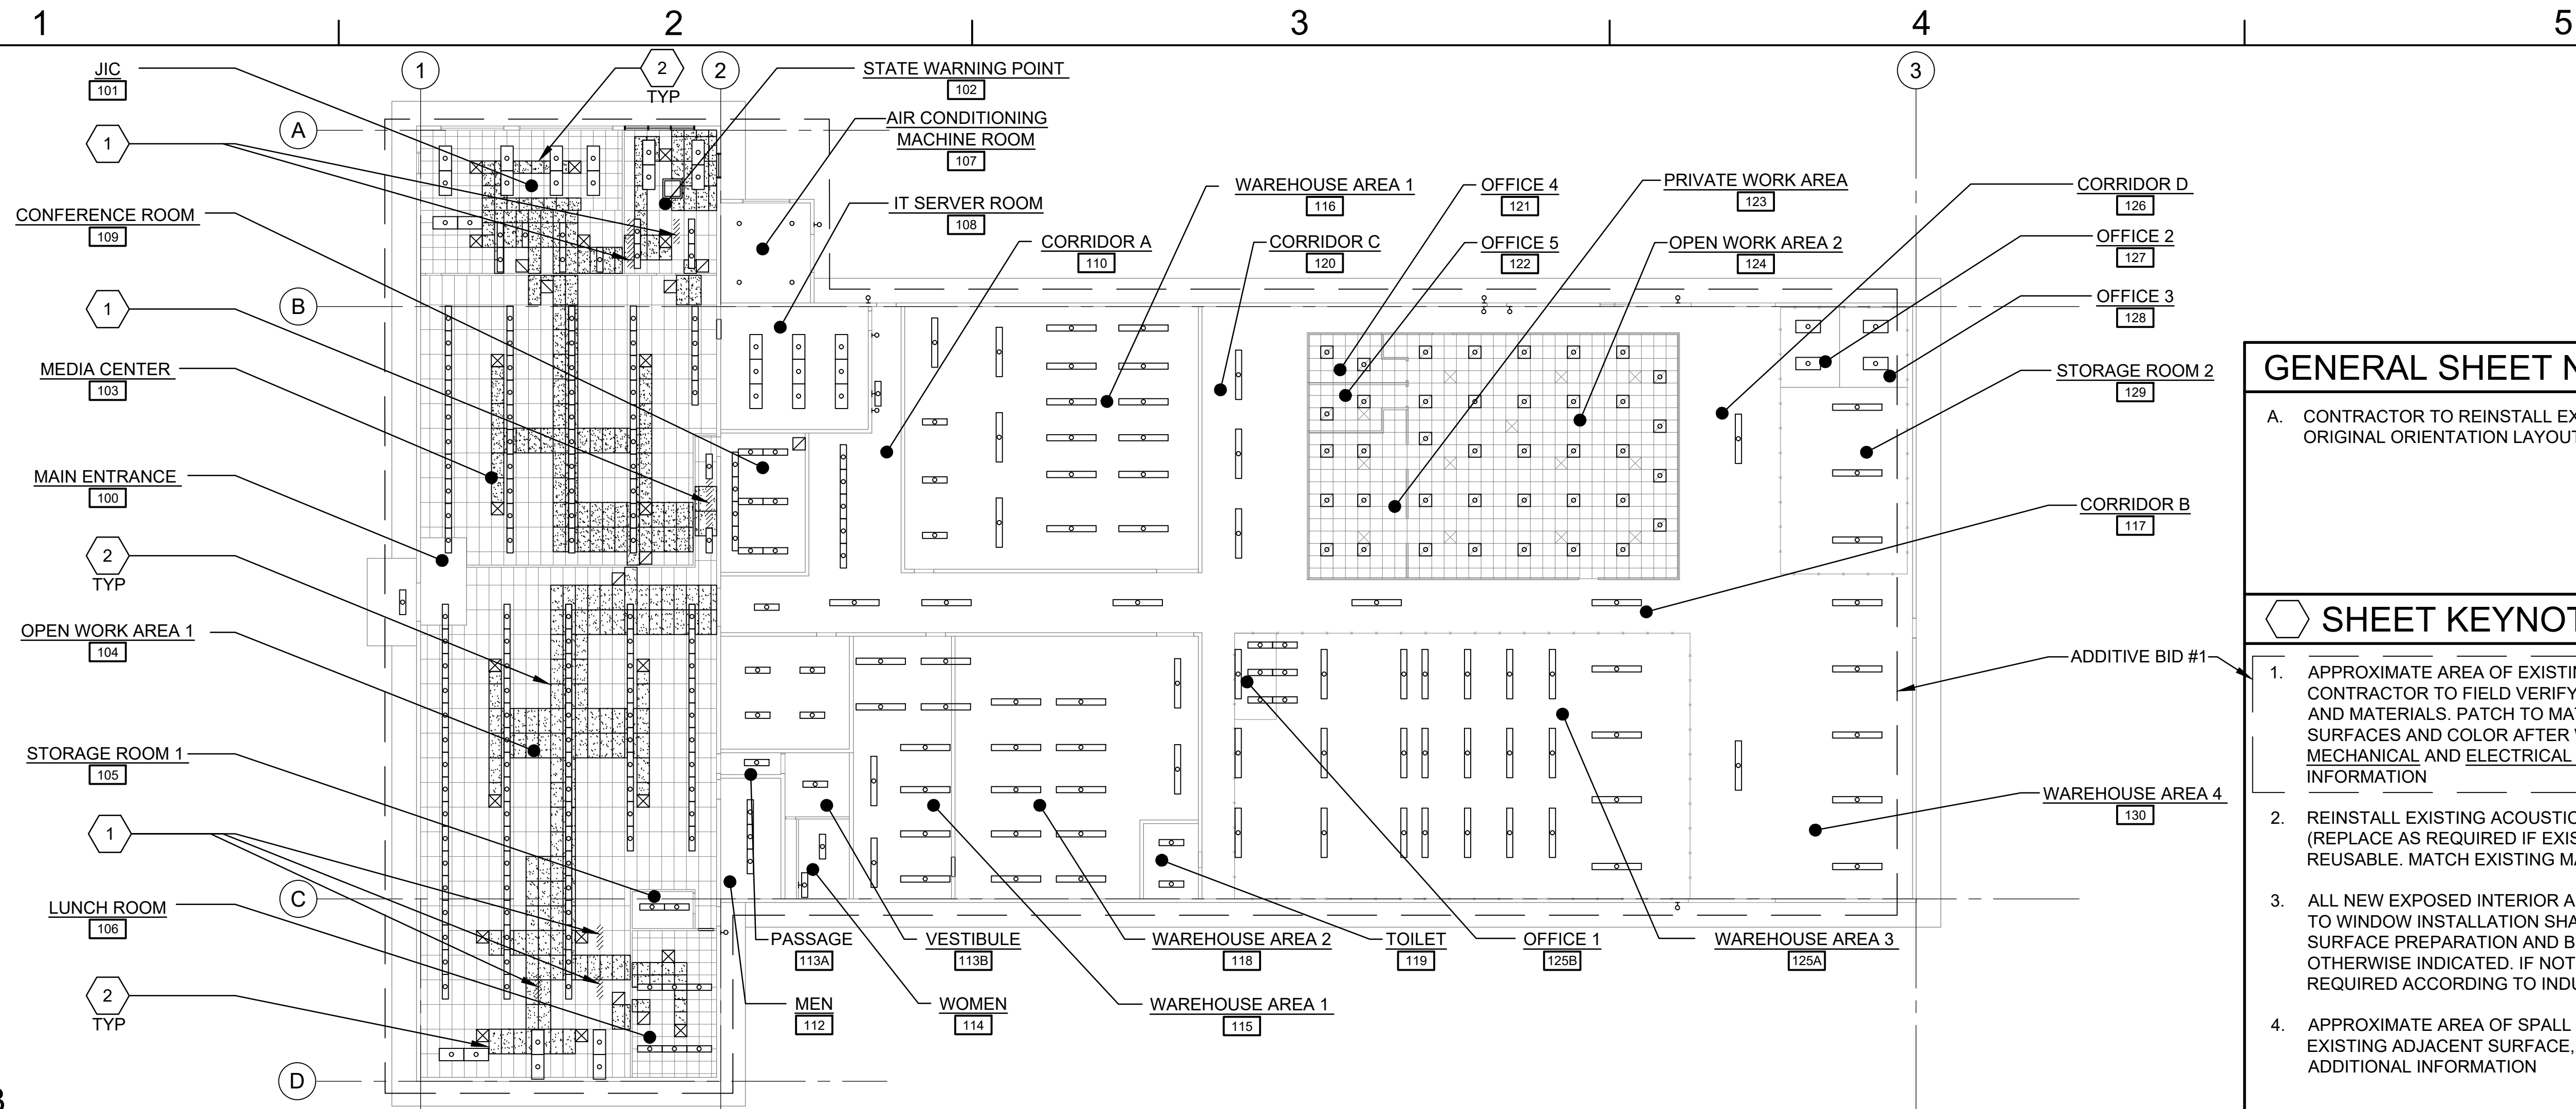 1
2
3
4
5
JIC
101
1
CONFERENCE ROOM
109
1
MEDIA CENTER
103
MAIN ENTRANCE
100
2
TYP
OPEN WORK AREA 1
104
STORAGE ROOM 1
105
1
LUNCH ROOM
106
2
TYP
1
2
3
A
B
C
D
2
TYP
STATE WARNING POINT
102
AIR CONDITIONING
MACHINE ROOM
107
IT SERVER ROOM
108
CORRIDOR A
110
WAREHOUSE AREA 1
116
CORRIDOR C
120
OFFICE 4
121
OFFICE 5
122
PRIVATE WORK AREA
123
OPEN WORK AREA 2
124
CORRIDOR D
126
OFFICE 2
127
OFFICE 3
128
STORAGE ROOM 2
129
CORRIDOR B
117
ADDITIVE BID #1
WAREHOUSE AREA 4
130
PASSAGE
113A
VESTIBULE
113B
WAREHOUSE AREA 2
118
TOILET
119
OFFICE 1
125B
WAREHOUSE AREA 3
125A
MEN
112
WOMEN
114
WAREHOUSE AREA 1
115
GENERAL SHEET N
A. CONTRACTOR TO REINSTALL EX
ORIGINAL ORIENTATION LAYOUT
SHEET KEYNOT
1. APPROXIMATE AREA OF EXISTIN
CONTRACTOR TO FIELD VERIFY
AND MATERIALS. PATCH TO MAT
SURFACES AND COLOR AFTER
MECHANICAL AND ELECTRICAL
INFORMATION
2. REINSTALL EXISTING ACOUSTIC
(REPLACE AS REQUIRED IF EXIS
REUSABLE. MATCH EXISTING MA
3. ALL NEW EXPOSED INTERIOR A
TO WINDOW INSTALLATION SHA
SURFACE PREPARATION AND B
OTHERWISE INDICATED. IF NOT
REQUIRED ACCORDING TO INDU
4. APPROXIMATE AREA OF SPALL
EXISTING ADJACENT SURFACE,
ADDITIONAL INFORMATION